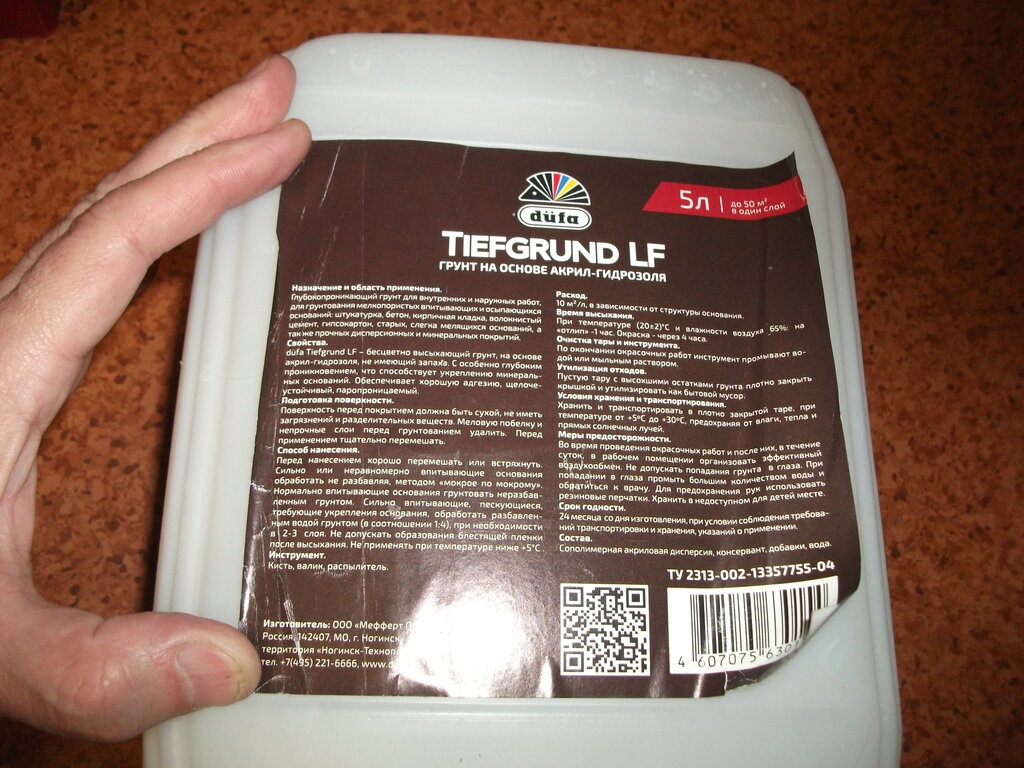 düfa
5л
до 50 м²
в один слой
TIEFGRUND LF
ГРУНТ НА ОСНОВЕ АКРИЛ-ГИДРОЗОЛЯ
Назначение и область применения.
Глубокопроникающий грунт для внутренних и наружных работ,
для грунтования мелкопористых впитывающих и осыпающихся
оснований: штукатурка, бетон, кирпичная кладка, волокнистый
цемент, гипсокартон, старых, слегка мелящихся оснований, а
так же прочных дисперсионных и минеральных покрытий.
Свойства.
düfa Tiefgrund LF – бесцветно высыхающий грунт, на основе
акрил-гидрозоля, не имеющий запаха. С особенно глубоким
проникновением, что способствует укреплению минераль-
ных оснований. Обеспечивает хорошую адгезию, щелоче-
устойчивый, паропроницаемый.
Подготовка поверхности.
Поверхность перед покрытием должна быть сухой, не иметь
загрязнений и разделительных веществ. Меловую побелку и
непрочные слои перед грунтованием удалить. Перед
применением тщательно перемешать.
Способ нанесения.
Перед нанесением хорошо перемешать или встряхнуть.
Сильно или неравномерно впитывающие основания
обработать не разбавляя, методом «мокрое по мокрому».
Нормально впитывающие основания грунтовать неразбав-
ленным грунтом. Сильно впитывающие, пескующиеся,
требующие укрепления основания, обработать разбавлен-
ным водой грунтом (в соотношении 1:4), при необходимости
в 2-3 слоя. Не допускать образования блестящей пленки
после высыхания. Не применять при температуре ниже +5°С.
Инструмент.
Кисть, валик, распылитель.
Изготовитель: ООО «Мефферт
Россия, 142407, МО, г. Ногинск
территория «Ногинск-Техноп
тел. +7(495) 221-6666, www.d
Расход.
10 м²/л, в зависимости от структуры основания.
Время высыхания.
При температуре (20±2)°С и влажности воздуха 65%: на
«отлип» -1 час. Окраска - через 4 часа.
Очистка тары и инструмента.
По окончании окрасочных работ инструмент промывают во-
дой или мыльным раствором.
Утилизация отходов.
Пустую тару с высохшими остатками грунта плотно закрыть
крышкой и утилизировать как бытовой мусор.
Условия хранения и транспортирования.
Хранить и транспортировать в плотно закрытой таре, при
температуре от +5ºС до +30ºС, предохраняя от влаги, тепла и
прямых солнечных лучей.
Меры предосторожности.
Во время проведения окрасочных работ и после них, в течение
суток, в рабочем помещении организовать эффективный
воздухообмен. Не допускать попадания грунта в глаза. При
попадании в глаза промыть большим количеством воды и
обратиться к врачу. Для предохранения рук использовать
резиновые перчатки. Хранить в недоступном для детей месте.
Срок годности.
24 месяца со дня изготовления, при условии соблюдения требова-
ний транспортировки и хранения, указаний о применении.
Состав.
Сополимерная акриловая дисперсия, консервант, добавки, вода.
ТУ 2313-002-13357755-04
4 607075 630
düfa